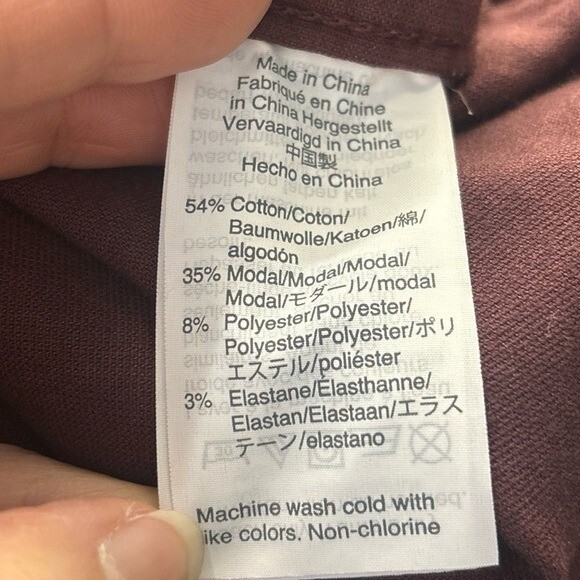 Made in China
Fabriqué en Chine
in China Hergestellt
Vervaardigd in China
中国製
Hecho en China
54% Cotton/Coton/
Baumwolle/Katoen/綿/
algodón
35% Modal/Modal/Modal/
Modal/モダール/modal
8% Polyester/Polyester/
Polyester/Polyester/ポリ
エステル/poliéster
3% Elastane/Élasthanne/
Elastan/Elastaan/エラス
テーン/elastano
Machine wash cold with
like colors. Non-chlorine